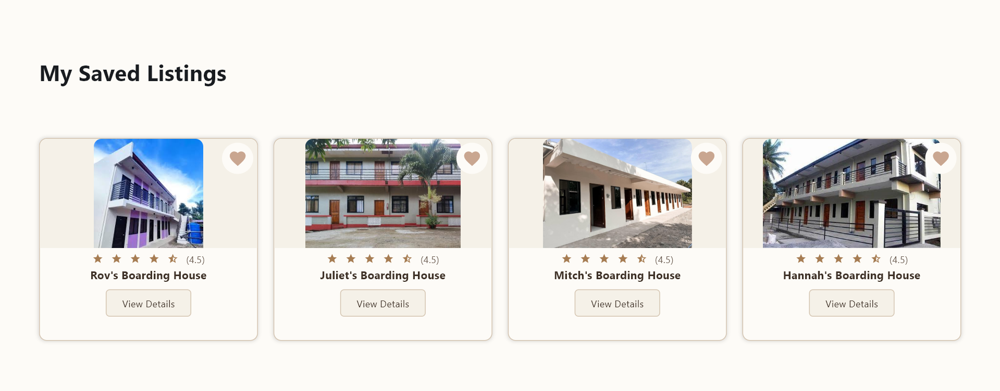 My Saved Listings
(4.5)
Rov's Boarding House
View Details
(4.5)
Juliet's Boarding House
View Details
(4.5)
Mitch's Boarding House
View Details
(4.5)
Hannah's Boarding House
View Details